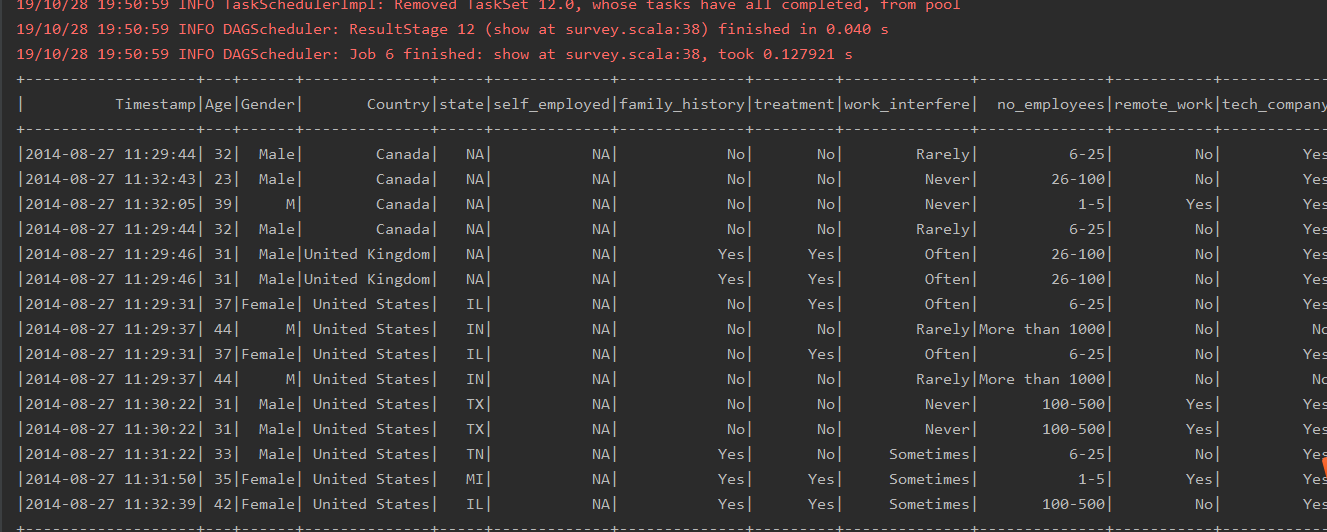 19/10/28 19:50:59 INFO TaskSchedulerImpl: Removed TaskSet 12.0, whose tasks have all completed, from pool
19/10/28 19:50:59 INFO DAGScheduler: ResultStage 12 (show at survey.scala:38) finished in 0.040 s
19/10/28 19:50:59 INFO DAGScheduler: Job 6 finished: show at survey.scala:38, took 0.127921 s
+-------------------+---+------+--------------+-----+-------------+--------------+---------+--------------+--------------+-----------+------------
|          Timestamp|Age|Gender|       Country|state|self_employed|family_history|treatment|work_interfere|  no_employees|remote_work|tech_company
+-------------------+---+------+--------------+-----+-------------+--------------+---------+--------------+--------------+-----------+------------
|2014-08-27 11:29:44| 32|  Male|        Canada|   NA|           NA|            No|       No|        Rarely|          6-25|         No|         Yes
|2014-08-27 11:32:43| 23|  Male|        Canada|   NA|           NA|            No|       No|         Never|        26-100|         No|         Yes
|2014-08-27 11:32:05| 39|     M|        Canada|   NA|           NA|            No|       No|         Never|           1-5|        Yes|         Yes
|2014-08-27 11:29:44| 32|  Male|        Canada|   NA|           NA|            No|       No|        Rarely|          6-25|         No|         Yes
|2014-08-27 11:29:46| 31|  Male|United Kingdom|   NA|           NA|           Yes|      Yes|         Often|        26-100|         No|         Yes
|2014-08-27 11:29:46| 31|  Male|United Kingdom|   NA|           NA|           Yes|      Yes|         Often|        26-100|         No|         Yes
|2014-08-27 11:29:31| 37|Female| United States|   IL|           NA|            No|      Yes|         Often|          6-25|         No|         Yes
|2014-08-27 11:29:37| 44|     M| United States|   IN|           NA|            No|       No|        Rarely|More than 1000|         No|          No
|2014-08-27 11:29:31| 37|Female| United States|   IL|           NA|            No|      Yes|         Often|          6-25|         No|         Yes
|2014-08-27 11:29:37| 44|     M| United States|   IN|           NA|            No|       No|        Rarely|More than 1000|         No|          No
|2014-08-27 11:30:22| 31|  Male| United States|   TX|           NA|            No|       No|         Never|       100-500|        Yes|         Yes
|2014-08-27 11:30:22| 31|  Male| United States|   TX|           NA|            No|       No|         Never|       100-500|        Yes|         Yes
|2014-08-27 11:31:22| 33|  Male| United States|   TN|           NA|           Yes|       No|     Sometimes|          6-25|         No|         Yes
|2014-08-27 11:31:50| 35|Female| United States|   MI|           NA|           Yes|      Yes|     Sometimes|           1-5|        Yes|         Yes
|2014-08-27 11:32:39| 42|Female| United States|   IL|           NA|           Yes|      Yes|     Sometimes|       100-500|         No|         Yes
+-------------------+---+------+--------------+-----+-------------+--------------+---------+--------------+--------------+-----------+------------